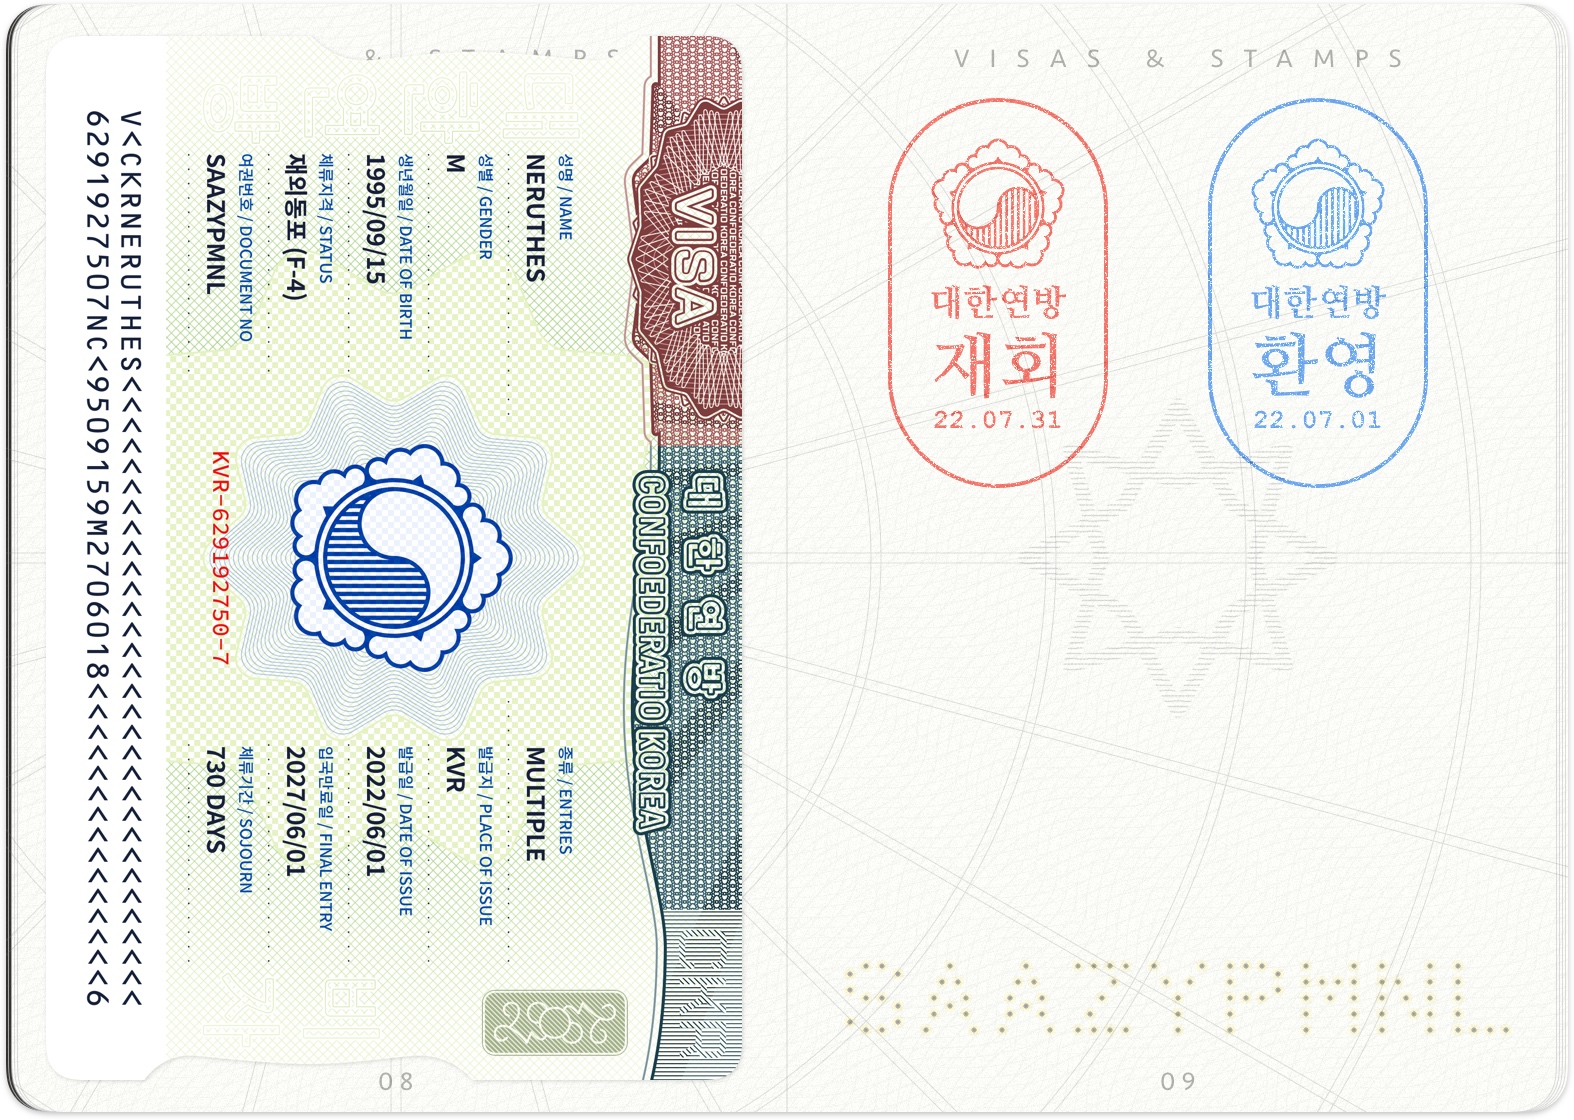 & STAMPS
VISA
대한연방
CONFOEDERATIO KOREA
성명 / NAME
NERUTHES
성별 / GENDER
M
생년월일 / DATE OF BIRTH
1995/09/15
체류지격 / STATUS
재외동포 (F-4)
여권번호 / DOCUMENT NO
SAAZYPMNL
종류 / ENTRIES
MULTIPLE
발급지 / PLACE OF ISSUE
KVR
발급일 / DATE OF ISSUE
2022/06/01
입국만료일 / FINAL ENTRY
2027/06/01
체류기간 / SOJOURN
730 DAYS
KVR-629192750-7
V<CKRNERUTHES<<<<<<<<<<<<<<<<<<<<<<<<<<<<<<<
6291927507NC<9509159M2706018<<<<<<<<<<<<<<<6
08
VISAS & STAMPS
대한연방
재회
22.07.31
대한연방
환영
22.07.01
SAAZYPMNL
09